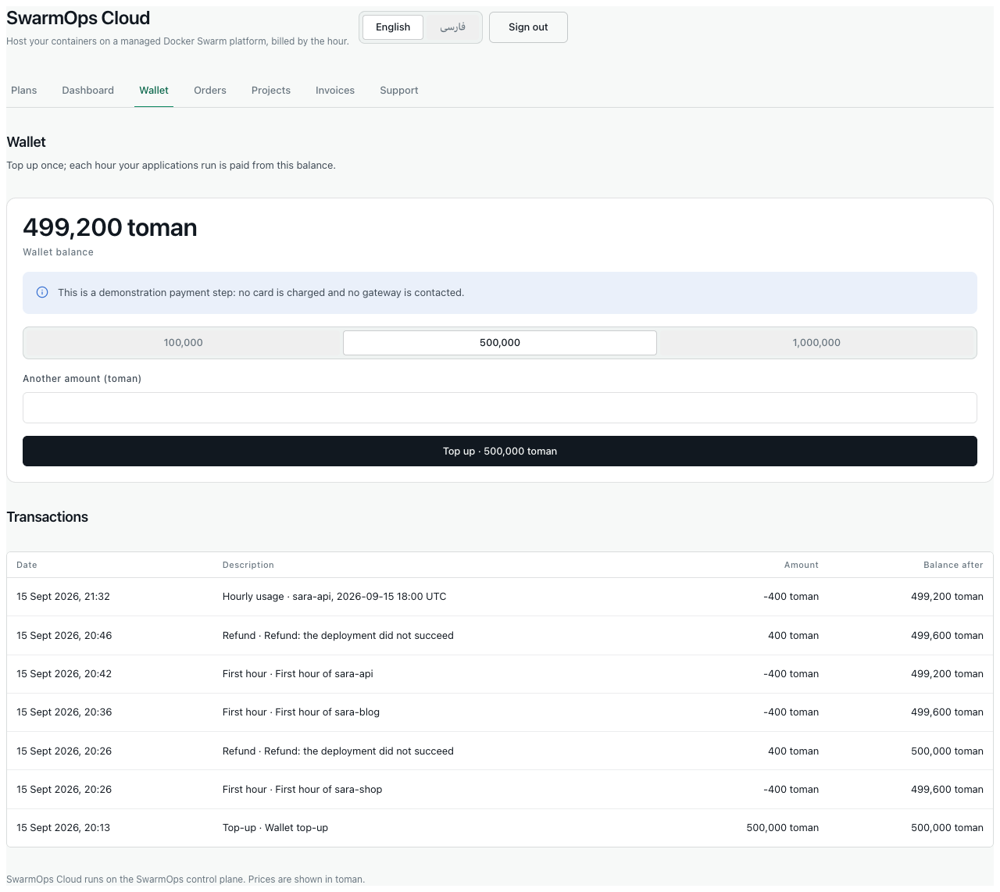 SwarmOps Cloud
Host your containers on a managed Docker Swarm platform, billed by the hour.
English
فارسی
Sign out
Plans Dashboard Wallet Orders Projects Invoices Support
Wallet
Top up once; each hour your applications run is paid from this balance.
499,200 toman
Wallet balance
This is a demonstration payment step: no card is charged and no gateway is contacted.
100,000 500,000 1,000,000
Another amount (toman)
Top up · 500,000 toman
Transactions
Date Description Amount Balance after
15 Sept 2026, 21:32 Hourly usage · sara-api, 2026-09-15 18:00 UTC -400 toman 499,200 toman
15 Sept 2026, 20:46 Refund · Refund: the deployment did not succeed 400 toman 499,600 toman
15 Sept 2026, 20:42 First hour · First hour of sara-api -400 toman 499,200 toman
15 Sept 2026, 20:36 First hour · First hour of sara-blog -400 toman 499,600 toman
15 Sept 2026, 20:26 Refund · Refund: the deployment did not succeed 400 toman 500,000 toman
15 Sept 2026, 20:26 First hour · First hour of sara-shop -400 toman 499,600 toman
15 Sept 2026, 20:13 Top-up · Wallet top-up 500,000 toman 500,000 toman
SwarmOps Cloud runs on the SwarmOps control plane. Prices are shown in toman.